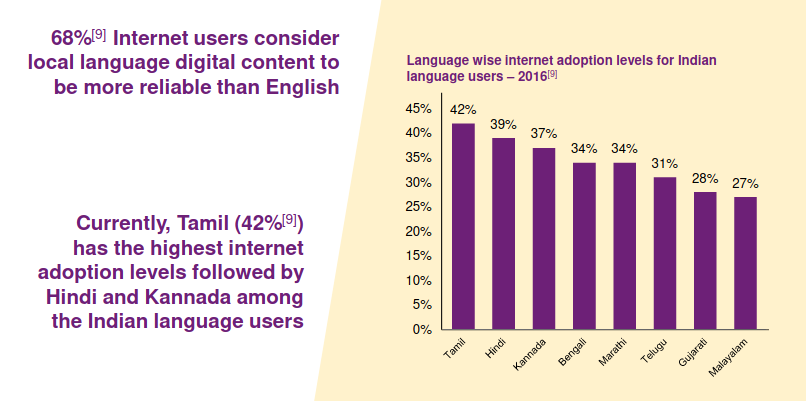 68%[9] Internet users consider
local language digital content to
be more reliable than English
Currently, Tamil (42%[9])
has the highest internet
adoption levels followed by
Hindi and Kannada among
the Indian language users
Language wise internet adoption levels for Indian
language users – 2016[9]
45%
40%
35%
30%
25%
20%
15%
10%
5%
0%
42%
39%
37%
34%
34%
31%
28%
27%
Tamil
Hindi
Kannada
Bengali
Marathi
Telugu
Gujarati
Malayalam